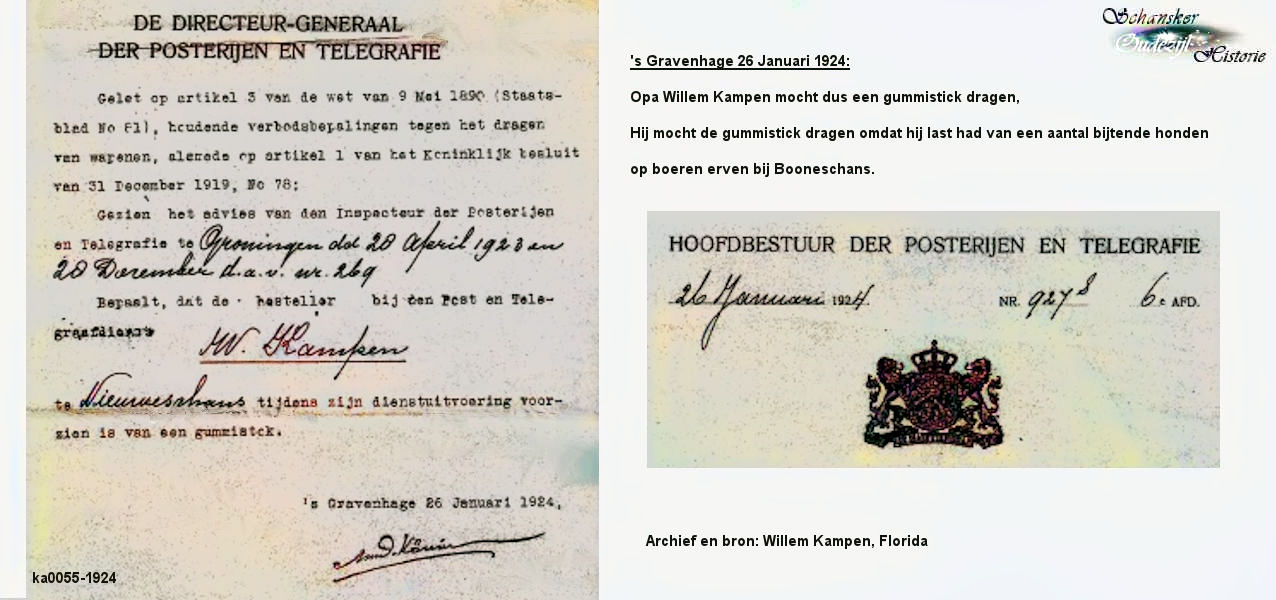 DE DIRECTEUR-GENERAAL
DER POSTERIJEN EN TELEGRAFIE
Gelet op artikel 3 van de wet van 9 Mei 1890 (Staats-
blad No 81), houdende verbodsbepalingen tegen het dragen
van wapenen, alsmede op artikel 1 van het Koninklijk besluit
van 31 December 1919, No 78;
Gezien het advies van den Inspecteur der Posterijen
en Telegrafie te Groningen dd 28 April 1923 en
28 December d.a.v. nr. 269
Bepaalt, dat de besteller bij den Post en Tele-
graafdienst
W. Kampen
te Nieuweschans tijdens zijn dienstuitvoering voor-
zien is van een gummistck.
's Gravenhage 26 Januari 1924,
ka0055-1924
Schansker
Oudezijl
Historie
's Gravenhage 26 Januari 1924:
Opa Willem Kampen mocht dus een gummistick dragen,
Hij mocht de gummistick dragen omdat hij last had van een aantal bijtende honden
op boeren erven bij Booneschans.
HOOFDBESTUUR DER POSTERIJEN EN TELEGRAFIE
26 Januari 1924. NR. 927 S 6e AFD.
Archief en bron: Willem Kampen, Florida